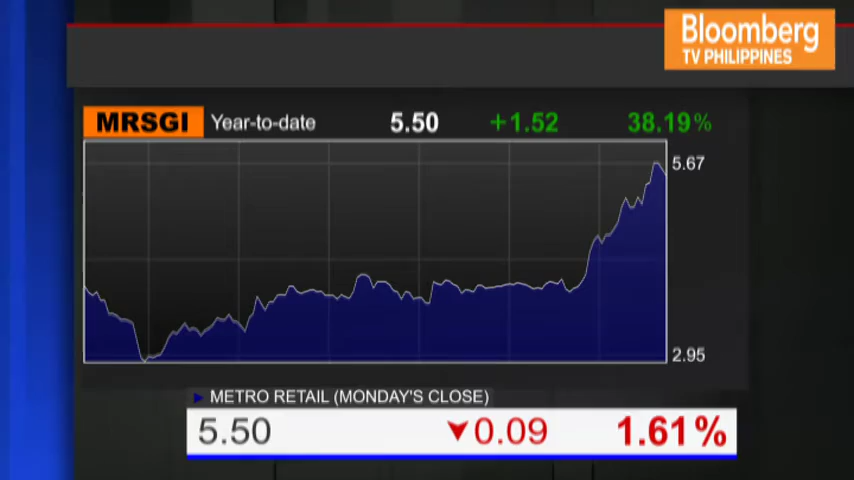 Bloomberg
TV PHILIPPINES
MRSGI Year-to-date 5.50 +1.52 38.19%
5.67
2.95
METRO RETAIL (MONDAY'S CLOSE)
5.50 ▼0.09 1.61%